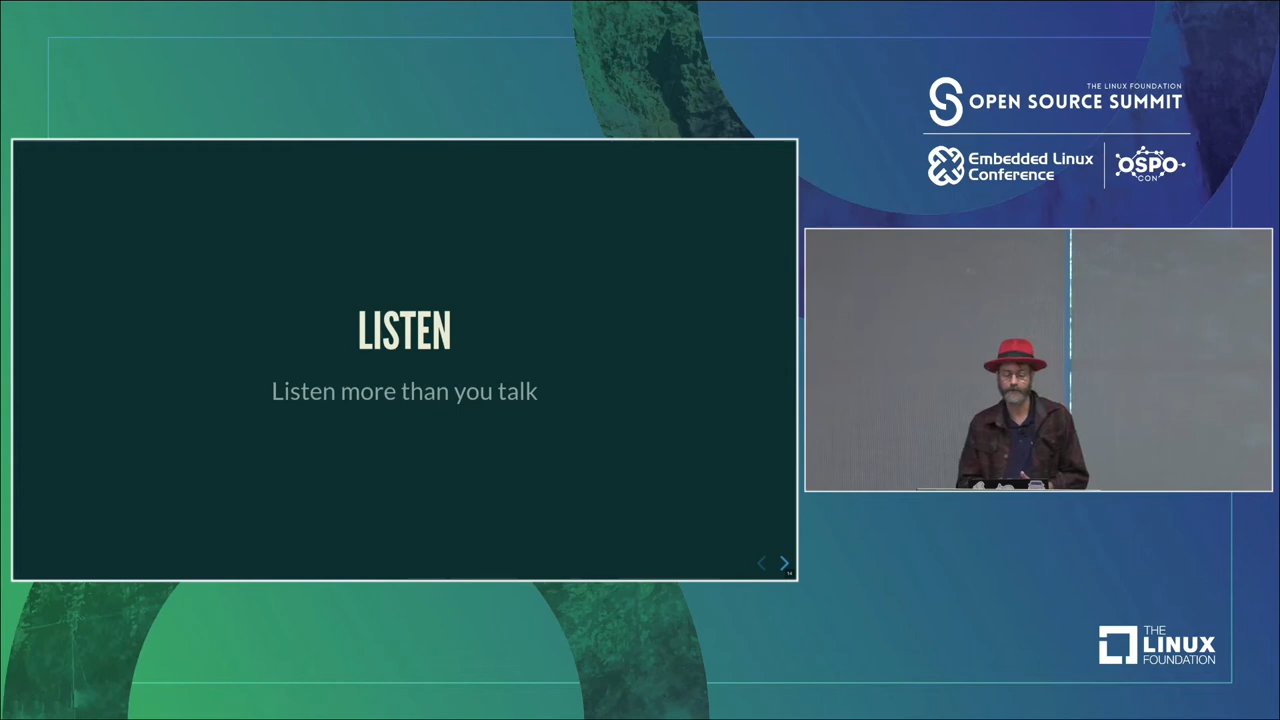 THE LINUX FOUNDATION
OPEN SOURCE SUMMIT
Embedded Linux
Conference
OSPO
CON
LISTEN
Listen more than you talk
14
THE
LINUX
FOUNDATION